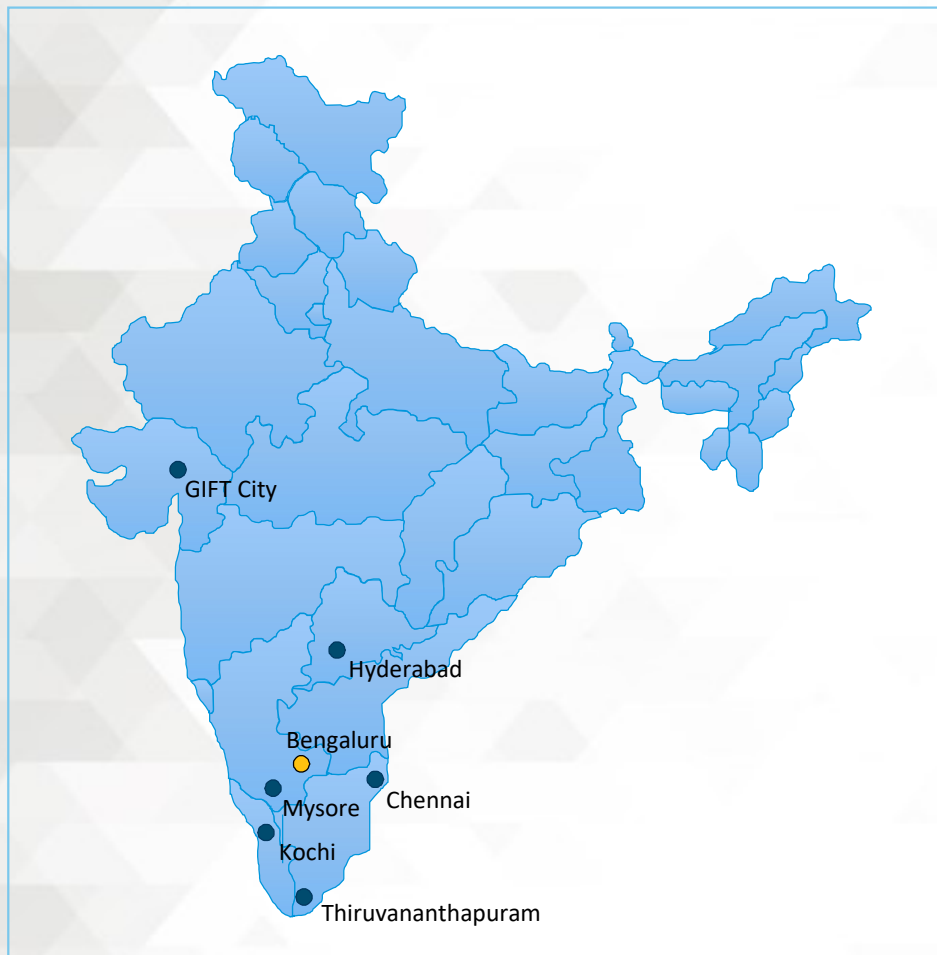 GIFT City
Hyderabad
Bengaluru
Chennai
Mysore
Kochi
Thiruvananthapuram